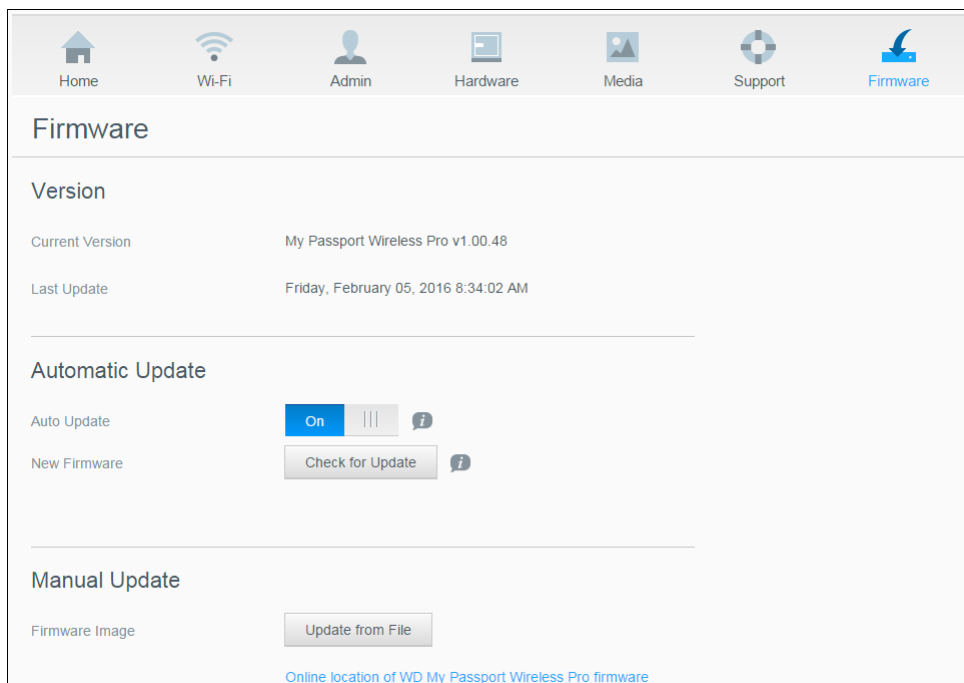 Home Wi-Fi Admin Hardware Media Support Firmware
Firmware
Version
Current Version My Passport Wireless Pro v1.00.48
Last Update Friday, February 05, 2016 8:34:02 AM
Automatic Update
Auto Update On i
New Firmware Check for Update i
Manual Update
Firmware Image Update from File
Online location of WD My Passport Wireless Pro firmware